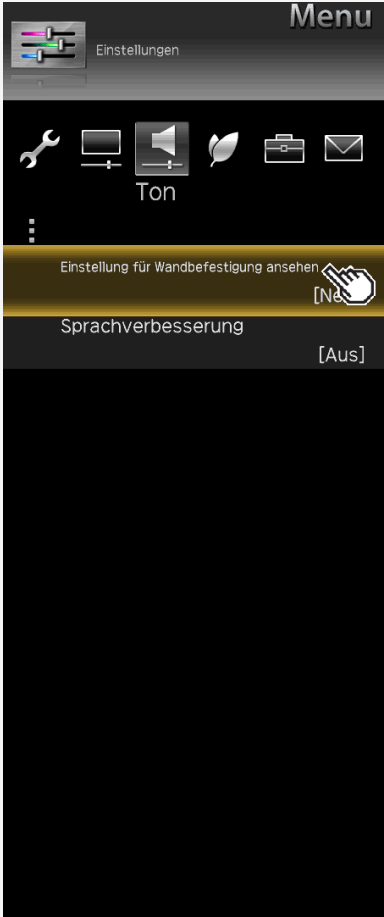 Menu
Einstellungen
Ton
Einstellung für Wandbefestigung ansehen
Sprachverbesserung
[Aus]